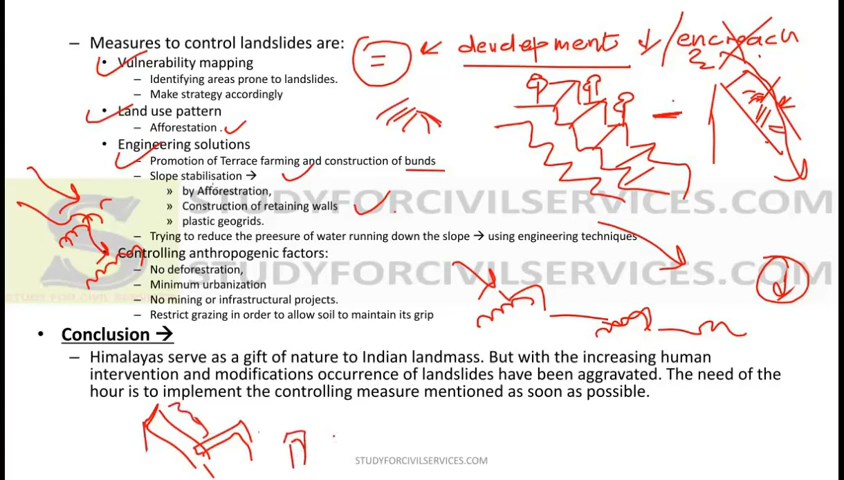 – Measures to control landslides are:
• Vulnerability mapping
– Identifying areas prone to landslides.
– Make strategy accordingly
• Land use pattern
– Afforestation .
• Engineering solutions
– Promotion of Terrace farming and construction of bunds
– Slope stabilisation →
» by Afforestration,
» Construction of retaining walls
» plastic geogrids.
– Trying to reduce the preesure of water running down the slope → using engineering techniques
• Controlling anthropogenic factors:
– No deforestation,
– Minimum urbanization
– No mining or infrastructural projects.
– Restrict grazing in order to allow soil to maintain its grip
• Conclusion →
– Himalayas serve as a gift of nature to Indian landmass. But with the increasing human
intervention and modifications occurrence of landslides have been aggravated. The need of the
hour is to implement the controlling measure mentioned as soon as possible.
= ← development ↓ / encroach
STUDYFORCIVILSERVICES.COM
STUDYFORCIVILSERVICES.COM
STUDYFORCIVILSERVICES.COM